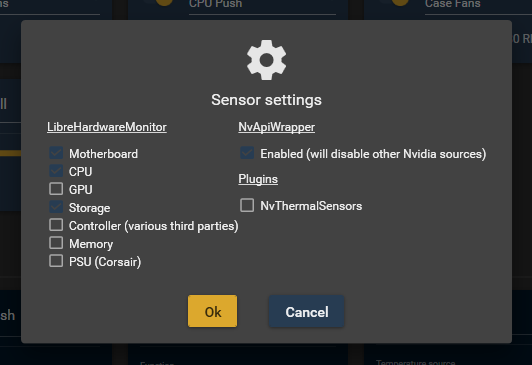 CPU Push
Case Fans
0 R
ll
Sensor settings
LibreHardwareMonitor
Motherboard
CPU
GPU
Storage
Controller (various third parties)
Memory
PSU (Corsair)
NvApiWrapper
Enabled (will disable other Nvidia sources)
Plugins
NvThermalSensors
Ok
Cancel
sh
Function
Temperature source